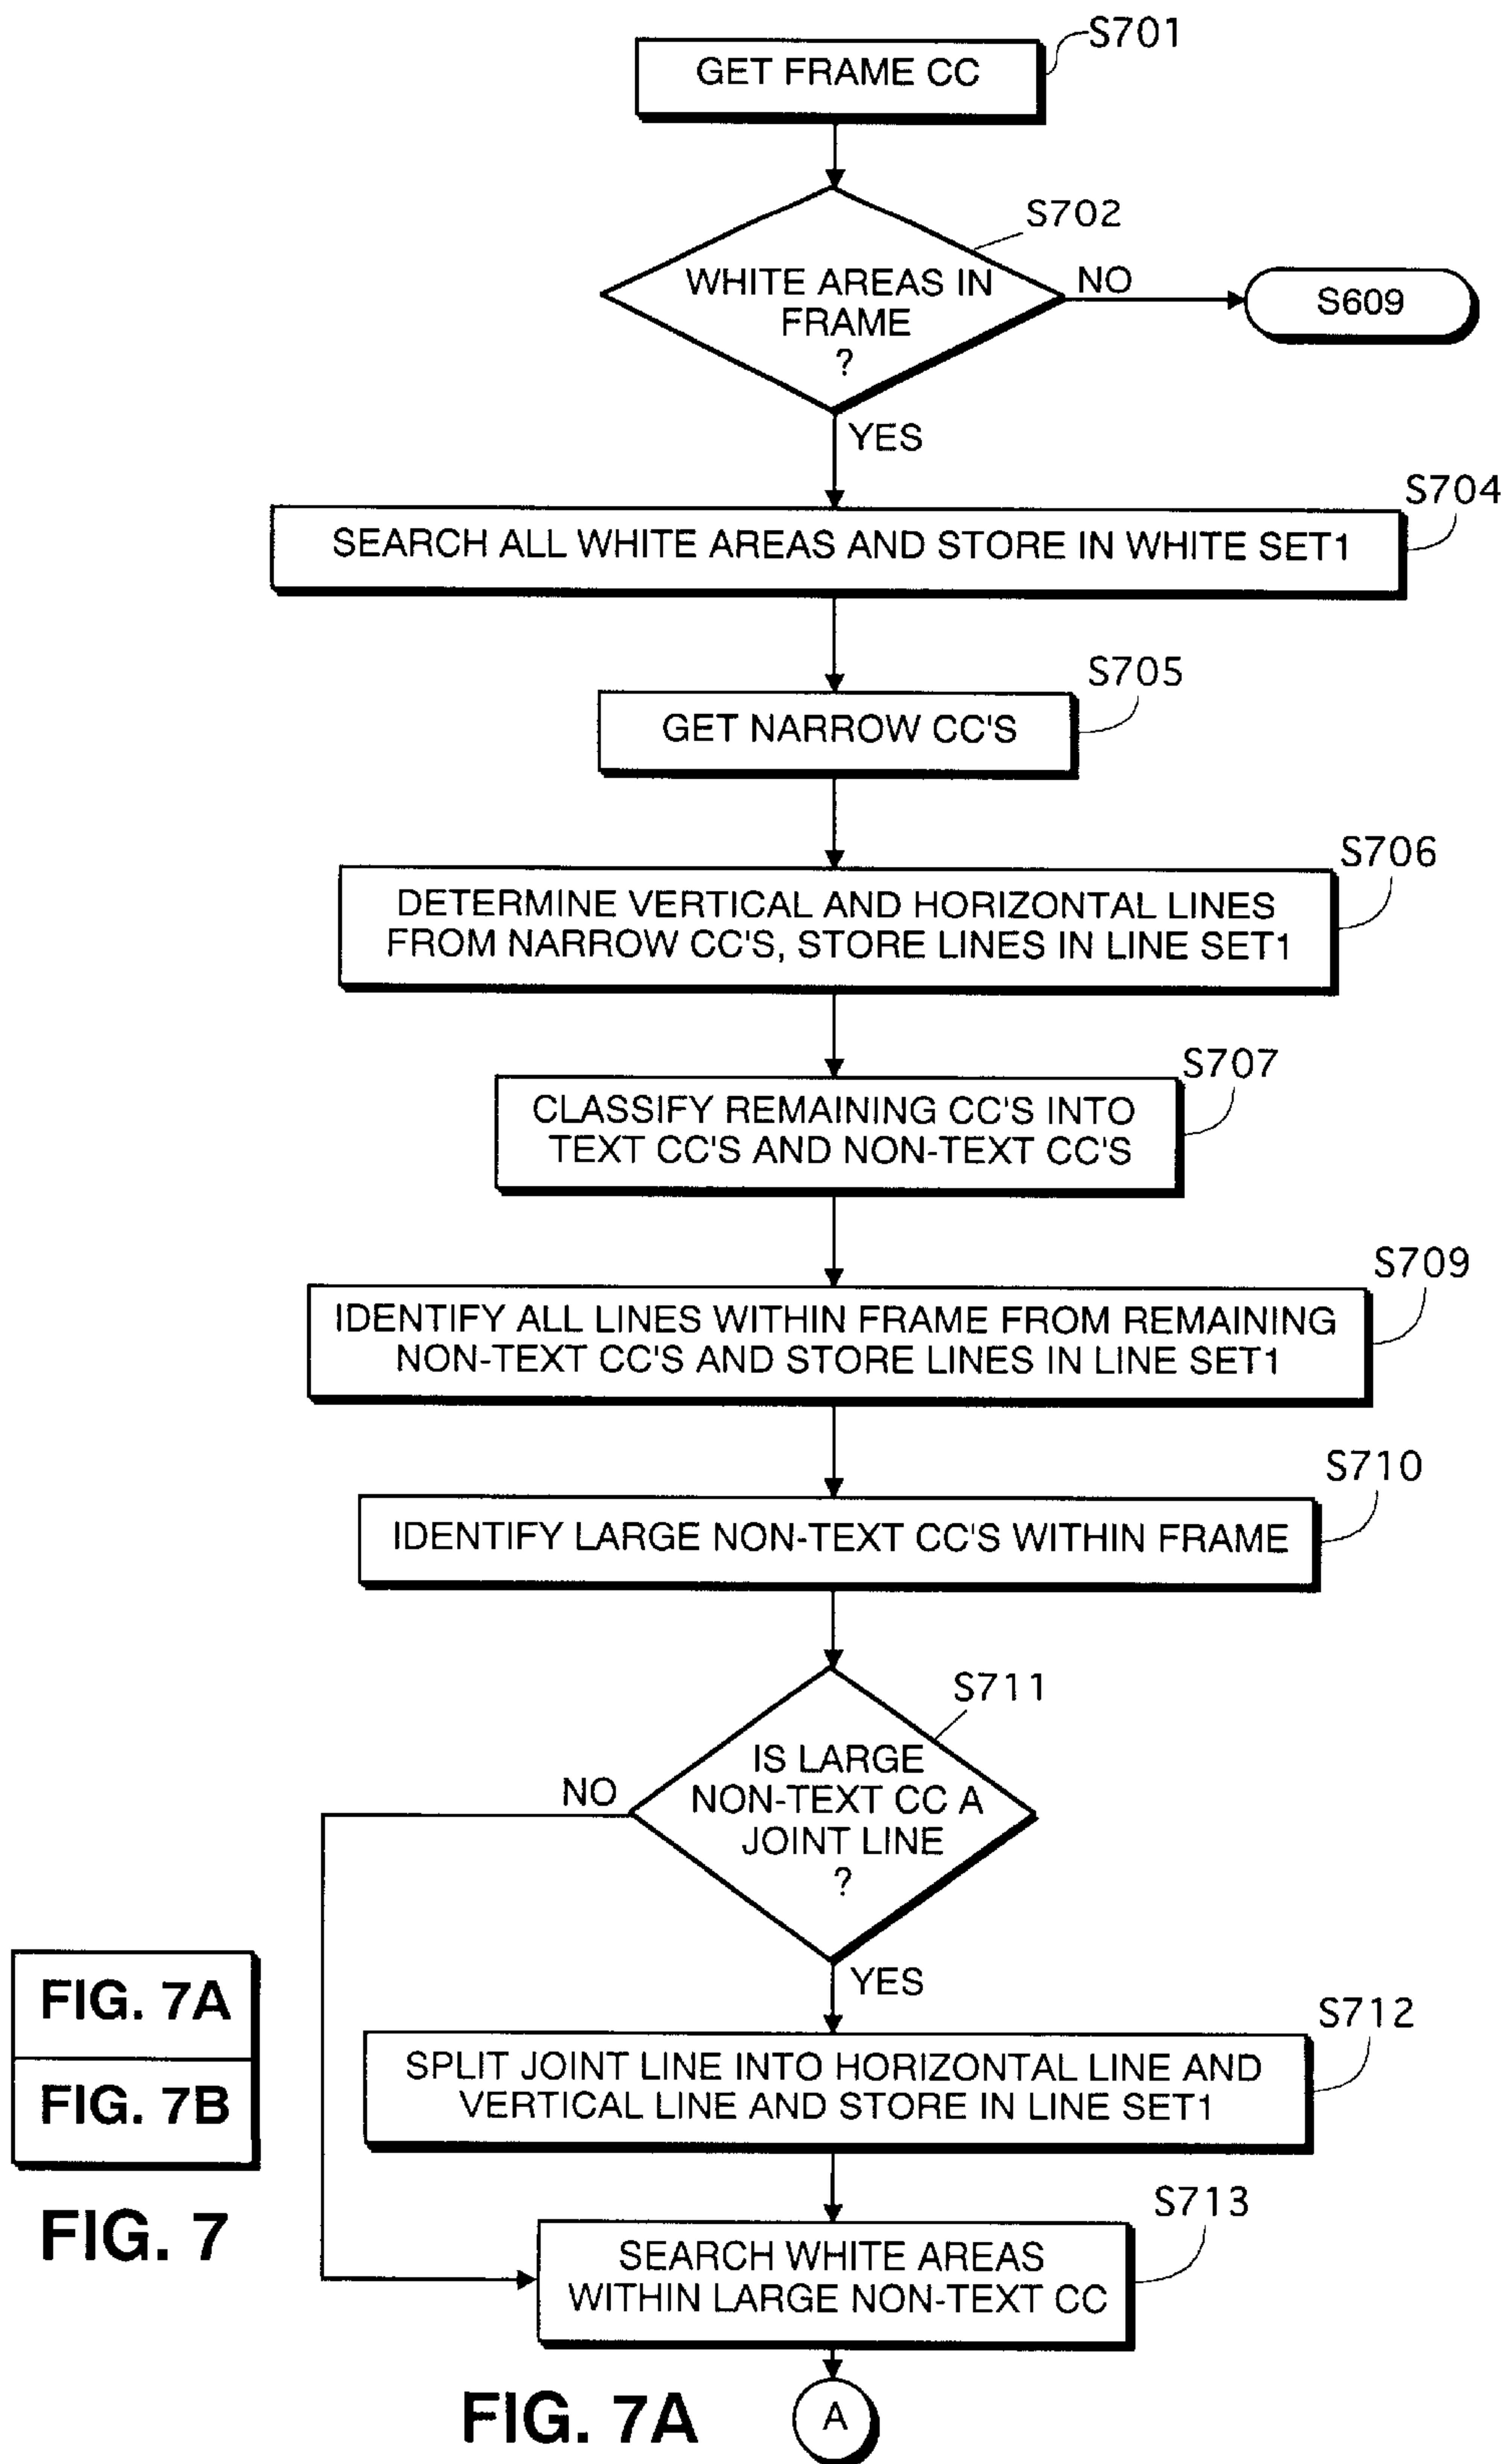 S701
GET FRAME CC
S702
WHITE AREAS IN
FRAME
?
NO
S609
YES
S704
SEARCH ALL WHITE AREAS AND STORE IN WHITE SET1
S705
GET NARROW CC'S
S706
DETERMINE VERTICAL AND HORIZONTAL LINES
FROM NARROW CC'S, STORE LINES IN LINE SET1
S707
CLASSIFY REMAINING CC'S INTO
TEXT CC'S AND NON-TEXT CC'S
S709
IDENTIFY ALL LINES WITHIN FRAME FROM REMAINING
NON-TEXT CC'S AND STORE LINES IN LINE SET1
S710
IDENTIFY LARGE NON-TEXT CC'S WITHIN FRAME
S711
IS LARGE
NON-TEXT CC A
JOINT LINE
?
NO
YES
S712
SPLIT JOINT LINE INTO HORIZONTAL LINE AND
VERTICAL LINE AND STORE IN LINE SET1
S713
SEARCH WHITE AREAS
WITHIN LARGE NON-TEXT CC
A
FIG. 7A
FIG. 7B
FIG. 7
FIG. 7A